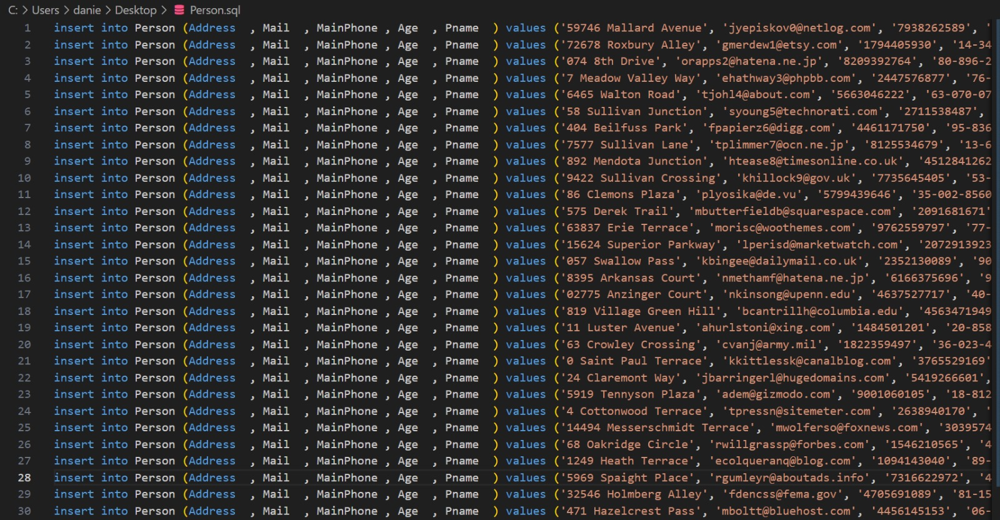 C: > Users > danie > Desktop > Person.sql
1 insert into Person (Address , Mail , MainPhone , Age , Pname ) values ('59746 Mallard Avenue', 'jyepiskov0@netlog.com', '7938262589', '
2 insert into Person (Address , Mail , MainPhone , Age , Pname ) values ('72678 Roxbury Alley', 'gmerdew1@etsy.com', '1794405930', '14-34
3 insert into Person (Address , Mail , MainPhone , Age , Pname ) values ('074 8th Drive', 'orapps2@hatena.ne.jp', '8209392764', '80-896-2
4 insert into Person (Address , Mail , MainPhone , Age , Pname ) values ('7 Meadow Valley Way', 'ehathway3@phpbb.com', '2447576877', '76-
5 insert into Person (Address , Mail , MainPhone , Age , Pname ) values ('6465 Walton Road', 'tjohl4@about.com', '5663046222', '63-070-07
6 insert into Person (Address , Mail , MainPhone , Age , Pname ) values ('58 Sullivan Junction', 'syoung5@technorati.com', '2711538487',
7 insert into Person (Address , Mail , MainPhone , Age , Pname ) values ('404 Beilfuss Park', 'fpapierz6@digg.com', '4461171750', '95-836
8 insert into Person (Address , Mail , MainPhone , Age , Pname ) values ('7577 Sullivan Lane', 'tplimmer7@ocn.ne.jp', '8125534679', '13-6
9 insert into Person (Address , Mail , MainPhone , Age , Pname ) values ('892 Mendota Junction', 'htease8@timesonline.co.uk', '4512841262
10 insert into Person (Address , Mail , MainPhone , Age , Pname ) values ('9422 Sullivan Crossing', 'khillock9@gov.uk', '7735645405', '53-
11 insert into Person (Address , Mail , MainPhone , Age , Pname ) values ('86 Clemons Plaza', 'plyosika@de.vu', '5799439646', '35-002-8560
12 insert into Person (Address , Mail , MainPhone , Age , Pname ) values ('575 Derek Trail', 'mbutterfieldb@squarespace.com', '2091681671'
13 insert into Person (Address , Mail , MainPhone , Age , Pname ) values ('63837 Erie Terrace', 'morisc@woothemes.com', '9762559797', '77-
14 insert into Person (Address , Mail , MainPhone , Age , Pname ) values ('15624 Superior Parkway', 'lperisd@marketwatch.com', '2072913923
15 insert into Person (Address , Mail , MainPhone , Age , Pname ) values ('057 Swallow Pass', 'kbingee@dailymail.co.uk', '2352130089', '90
16 insert into Person (Address , Mail , MainPhone , Age , Pname ) values ('8395 Arkansas Court', 'nmethamf@hatena.ne.jp', '6166375696', '9
17 insert into Person (Address , Mail , MainPhone , Age , Pname ) values ('02775 Anzinger Court', 'nkinsong@upenn.edu', '4637527717', '40-
18 insert into Person (Address , Mail , MainPhone , Age , Pname ) values ('819 Village Green Hill', 'bcantrillh@columbia.edu', '4563471949
19 insert into Person (Address , Mail , MainPhone , Age , Pname ) values ('11 Luster Avenue', 'ahurlstoni@xing.com', '1484501201', '20-858
20 insert into Person (Address , Mail , MainPhone , Age , Pname ) values ('63 Crowley Crossing', 'cvanj@army.mil', '1822359497', '36-023-4
21 insert into Person (Address , Mail , MainPhone , Age , Pname ) values ('0 Saint Paul Terrace', 'kkittlessk@canalblog.com', '3765529169'
22 insert into Person (Address , Mail , MainPhone , Age , Pname ) values ('24 Claremont Way', 'jbarringerl@hugedomains.com', '5419266601',
23 insert into Person (Address , Mail , MainPhone , Age , Pname ) values ('5919 Tennyson Plaza', 'adem@gizmodo.com', '9001060105', '18-812
24 insert into Person (Address , Mail , MainPhone , Age , Pname ) values ('4 Cottonwood Terrace', 'tpressn@sitemeter.com', '2638940170', '
25 insert into Person (Address , Mail , MainPhone , Age , Pname ) values ('14494 Messerschmidt Terrace', 'mwolferso@foxnews.com', '3039574
26 insert into Person (Address , Mail , MainPhone , Age , Pname ) values ('68 Oakridge Circle', 'rwillgrassp@forbes.com', '1546210565', '4
27 insert into Person (Address , Mail , MainPhone , Age , Pname ) values ('1249 Heath Terrace', 'ecolqueranq@blog.com', '1094143040', '89-
28 insert into Person (Address , Mail , MainPhone , Age , Pname ) values ('5969 Spaight Place', 'rgumleyr@aboutads.info', '7316622972', '4
29 insert into Person (Address , Mail , MainPhone , Age , Pname ) values ('32546 Holmberg Alley', 'fdencss@fema.gov', '4705691089', '81-15
30 insert into Person (Address , Mail , MainPhone , Age , Pname ) values ('471 Hazelcrest Pass', 'mboltt@bluehost.com', '4456145153', '06-